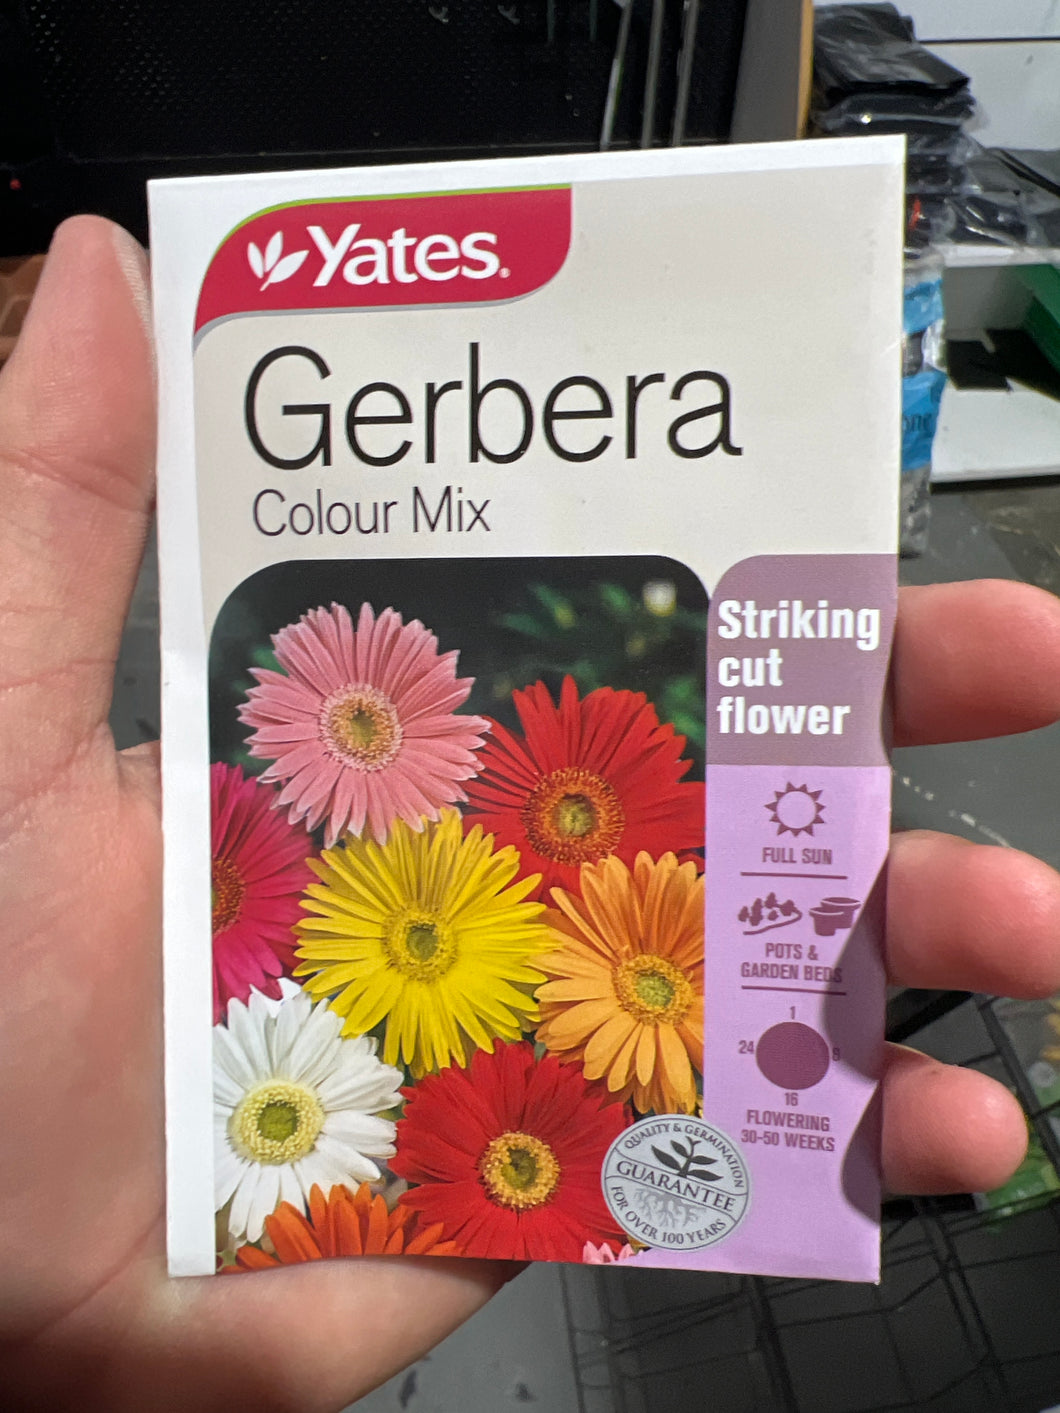 Yates.
Gerbera
Colour Mix
Striking
cut
flower
FULL SUN
POTS &
GARDEN BEDS
1
24
8
16
FLOWERING
30-50 WEEKS
QUALITY & GERMINATION
GUARANTEE
FOR OVER 100 YEARS